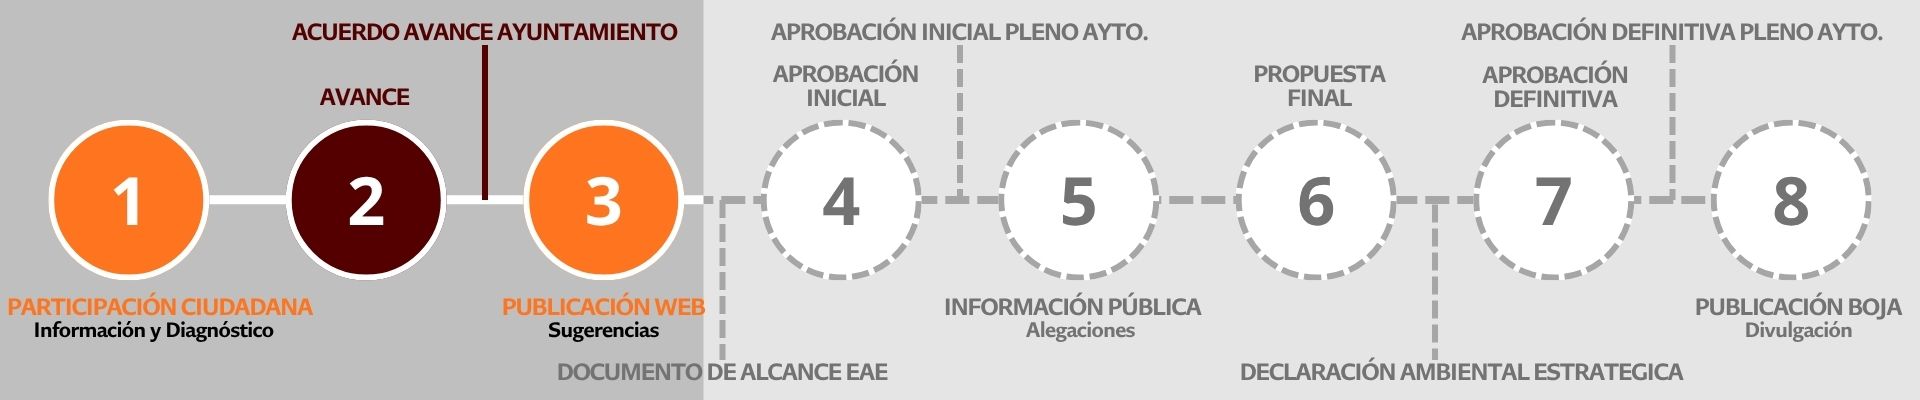 ACUERDO AVANCE AYUNTAMIENTO
APROBACIÓN INICIAL PLENO AYTO.
APROBACIÓN DEFINITIVA PLENO AYTO.
AVANCE
APROBACIÓN
INICIAL
PROPUESTA
FINAL
APROBACIÓN
DEFINITIVA
1
2
3
4
5
6
7
8
PARTICIPACIÓN CIUDADANA
Información y Diagnóstico
PUBLICACIÓN WEB
Sugerencias
INFORMACIÓN PÚBLICA
Alegaciones
PUBLICACIÓN BOJA
Divulgación
DOCUMENTO DE ALCANCE EAE
DECLARACIÓN AMBIENTAL ESTRATEGICA